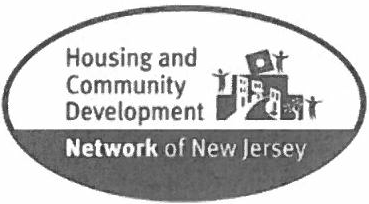 Housing and
Community
Development
Network of New Jersey